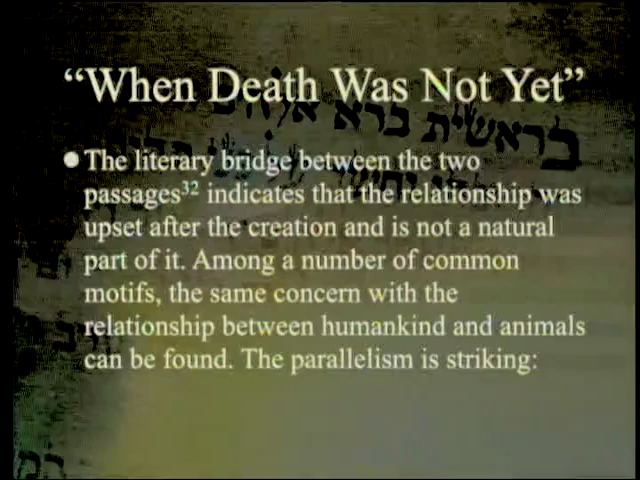 “When Death Was Not Yet”
בראשית ברא אלהים
The literary bridge between the two
passages32 indicates that the relationship was
upset after the creation and is not a natural
part of it. Among a number of common
motifs, the same concern with the
relationship between humankind and animals
can be found. The parallelism is striking: